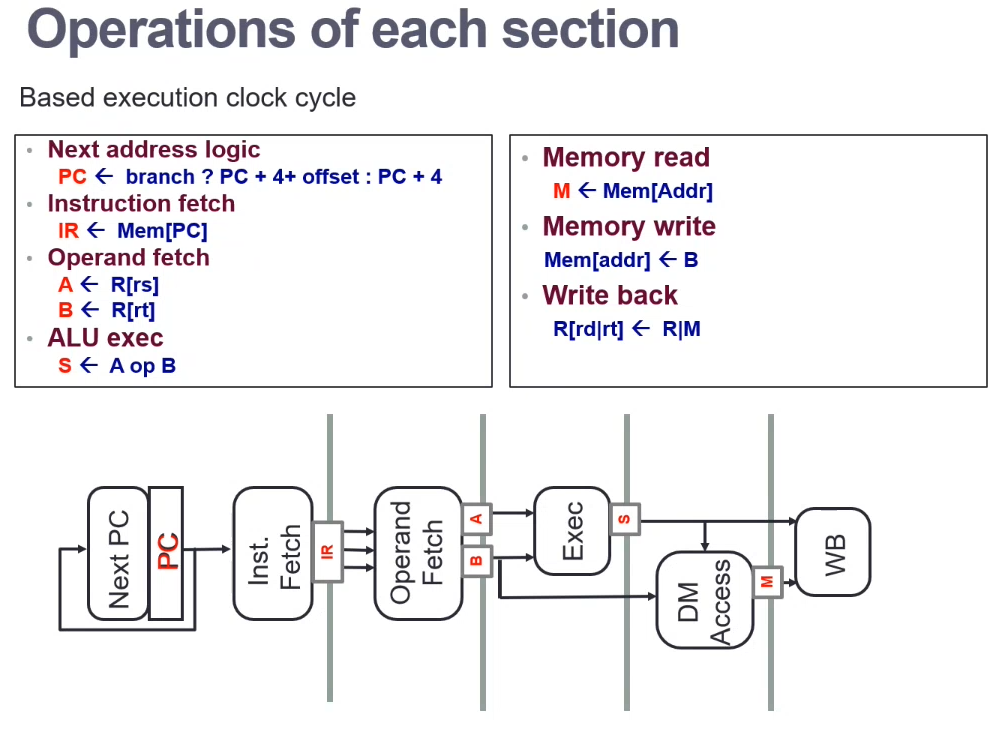 Operations of each section
Based execution clock cycle
• Next address logic
PC ← branch ? PC + 4+ offset : PC + 4
• Instruction fetch
IR ← Mem[PC]
• Operand fetch
A ← R[rs]
B ← R[rt]
• ALU exec
S ← A op B
• Memory read
M ← Mem[Addr]
• Memory write
Mem[addr] ← B
• Write back
R[rd|rt] ← R|M
Next PC
PC
Inst.
Fetch
IR
Operand
Fetch
A
B
Exec
S
DM
Access
M
WB